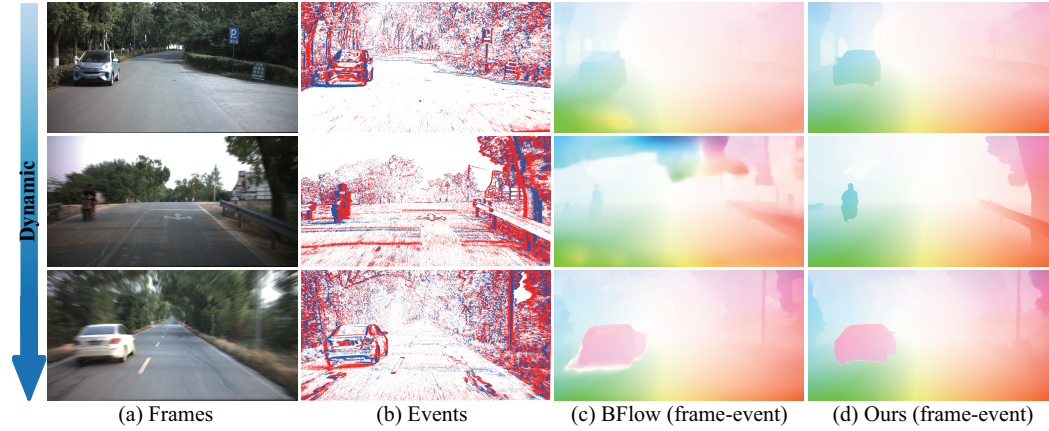 Dynamic
P
(a) Frames
(b) Events
(c) BFlow (frame-event)
(d) Ours (frame-event)